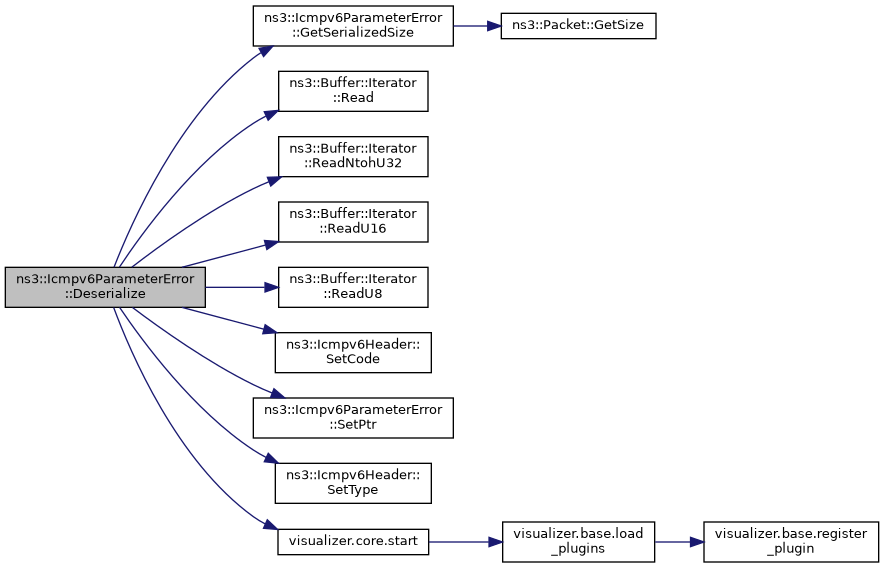 ns3::Icmpv6ParameterError
::GetSerializedSize
ns3::Packet::GetSize
ns3::Buffer::Iterator
::Read
ns3::Buffer::Iterator
::ReadNtohU32
ns3::Buffer::Iterator
::ReadU16
ns3::Icmpv6ParameterError
::Deserialize
ns3::Buffer::Iterator
::ReadU8
ns3::Icmpv6Header::
SetCode
ns3::Icmpv6ParameterError
::SetPtr
ns3::Icmpv6Header::
SetType
visualizer.core.start
visualizer.base.load
_plugins
visualizer.base.register
_plugin